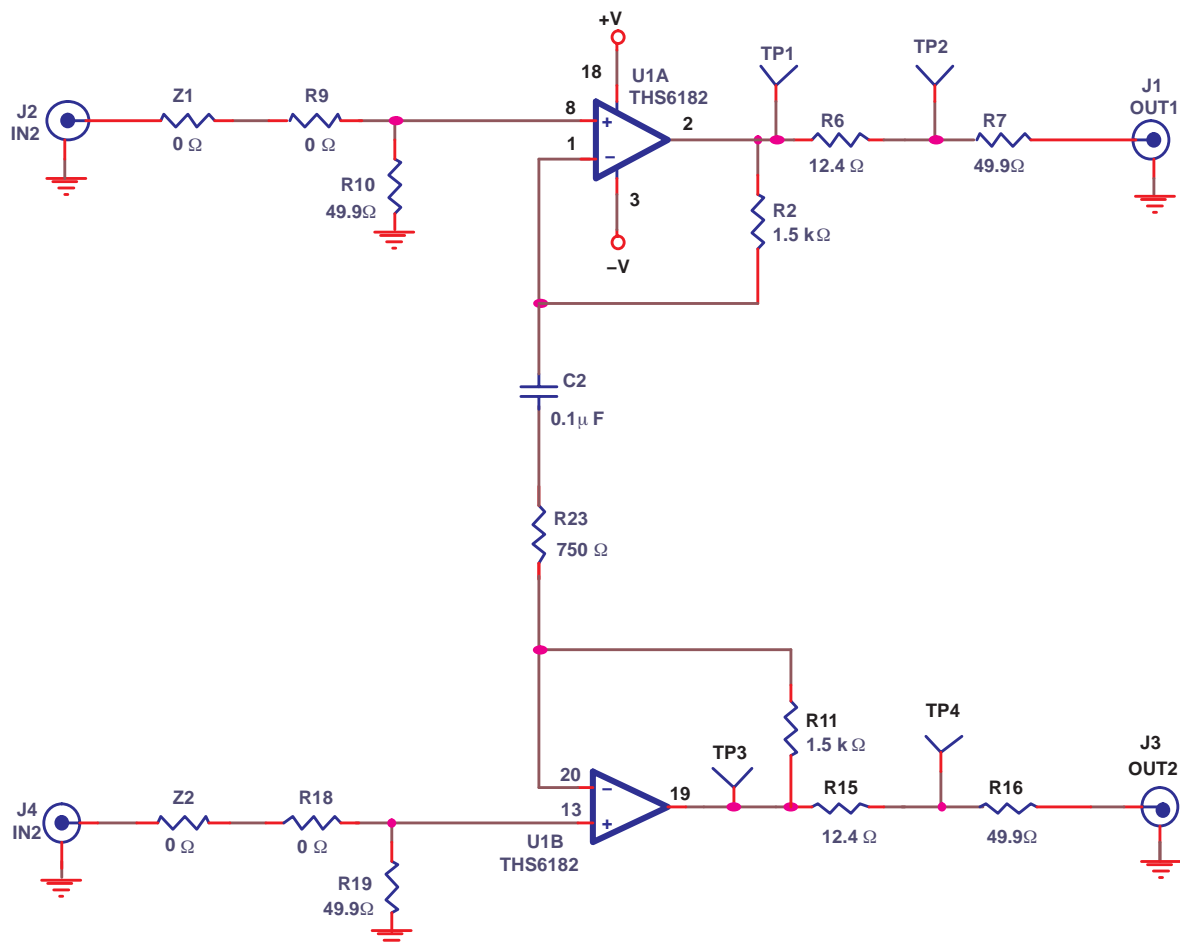 +V
18
U1A
THS6182
TP1
TP2
J2
IN2
Z1
0 Ω
R9
0 Ω
8
+
1
−
2
R6
12.4 Ω
R7
49.9Ω
J1
OUT1
R10
49.9Ω
3
−V
R2
1.5 kΩ
C2
0.1μ F
R23
750 Ω
R11
1.5 k Ω
TP3
TP4
J3
OUT2
J4
IN2
Z2
0 Ω
R18
0 Ω
20
−
13
+
19
U1B
THS6182
R15
12.4 Ω
R16
49.9Ω
R19
49.9Ω